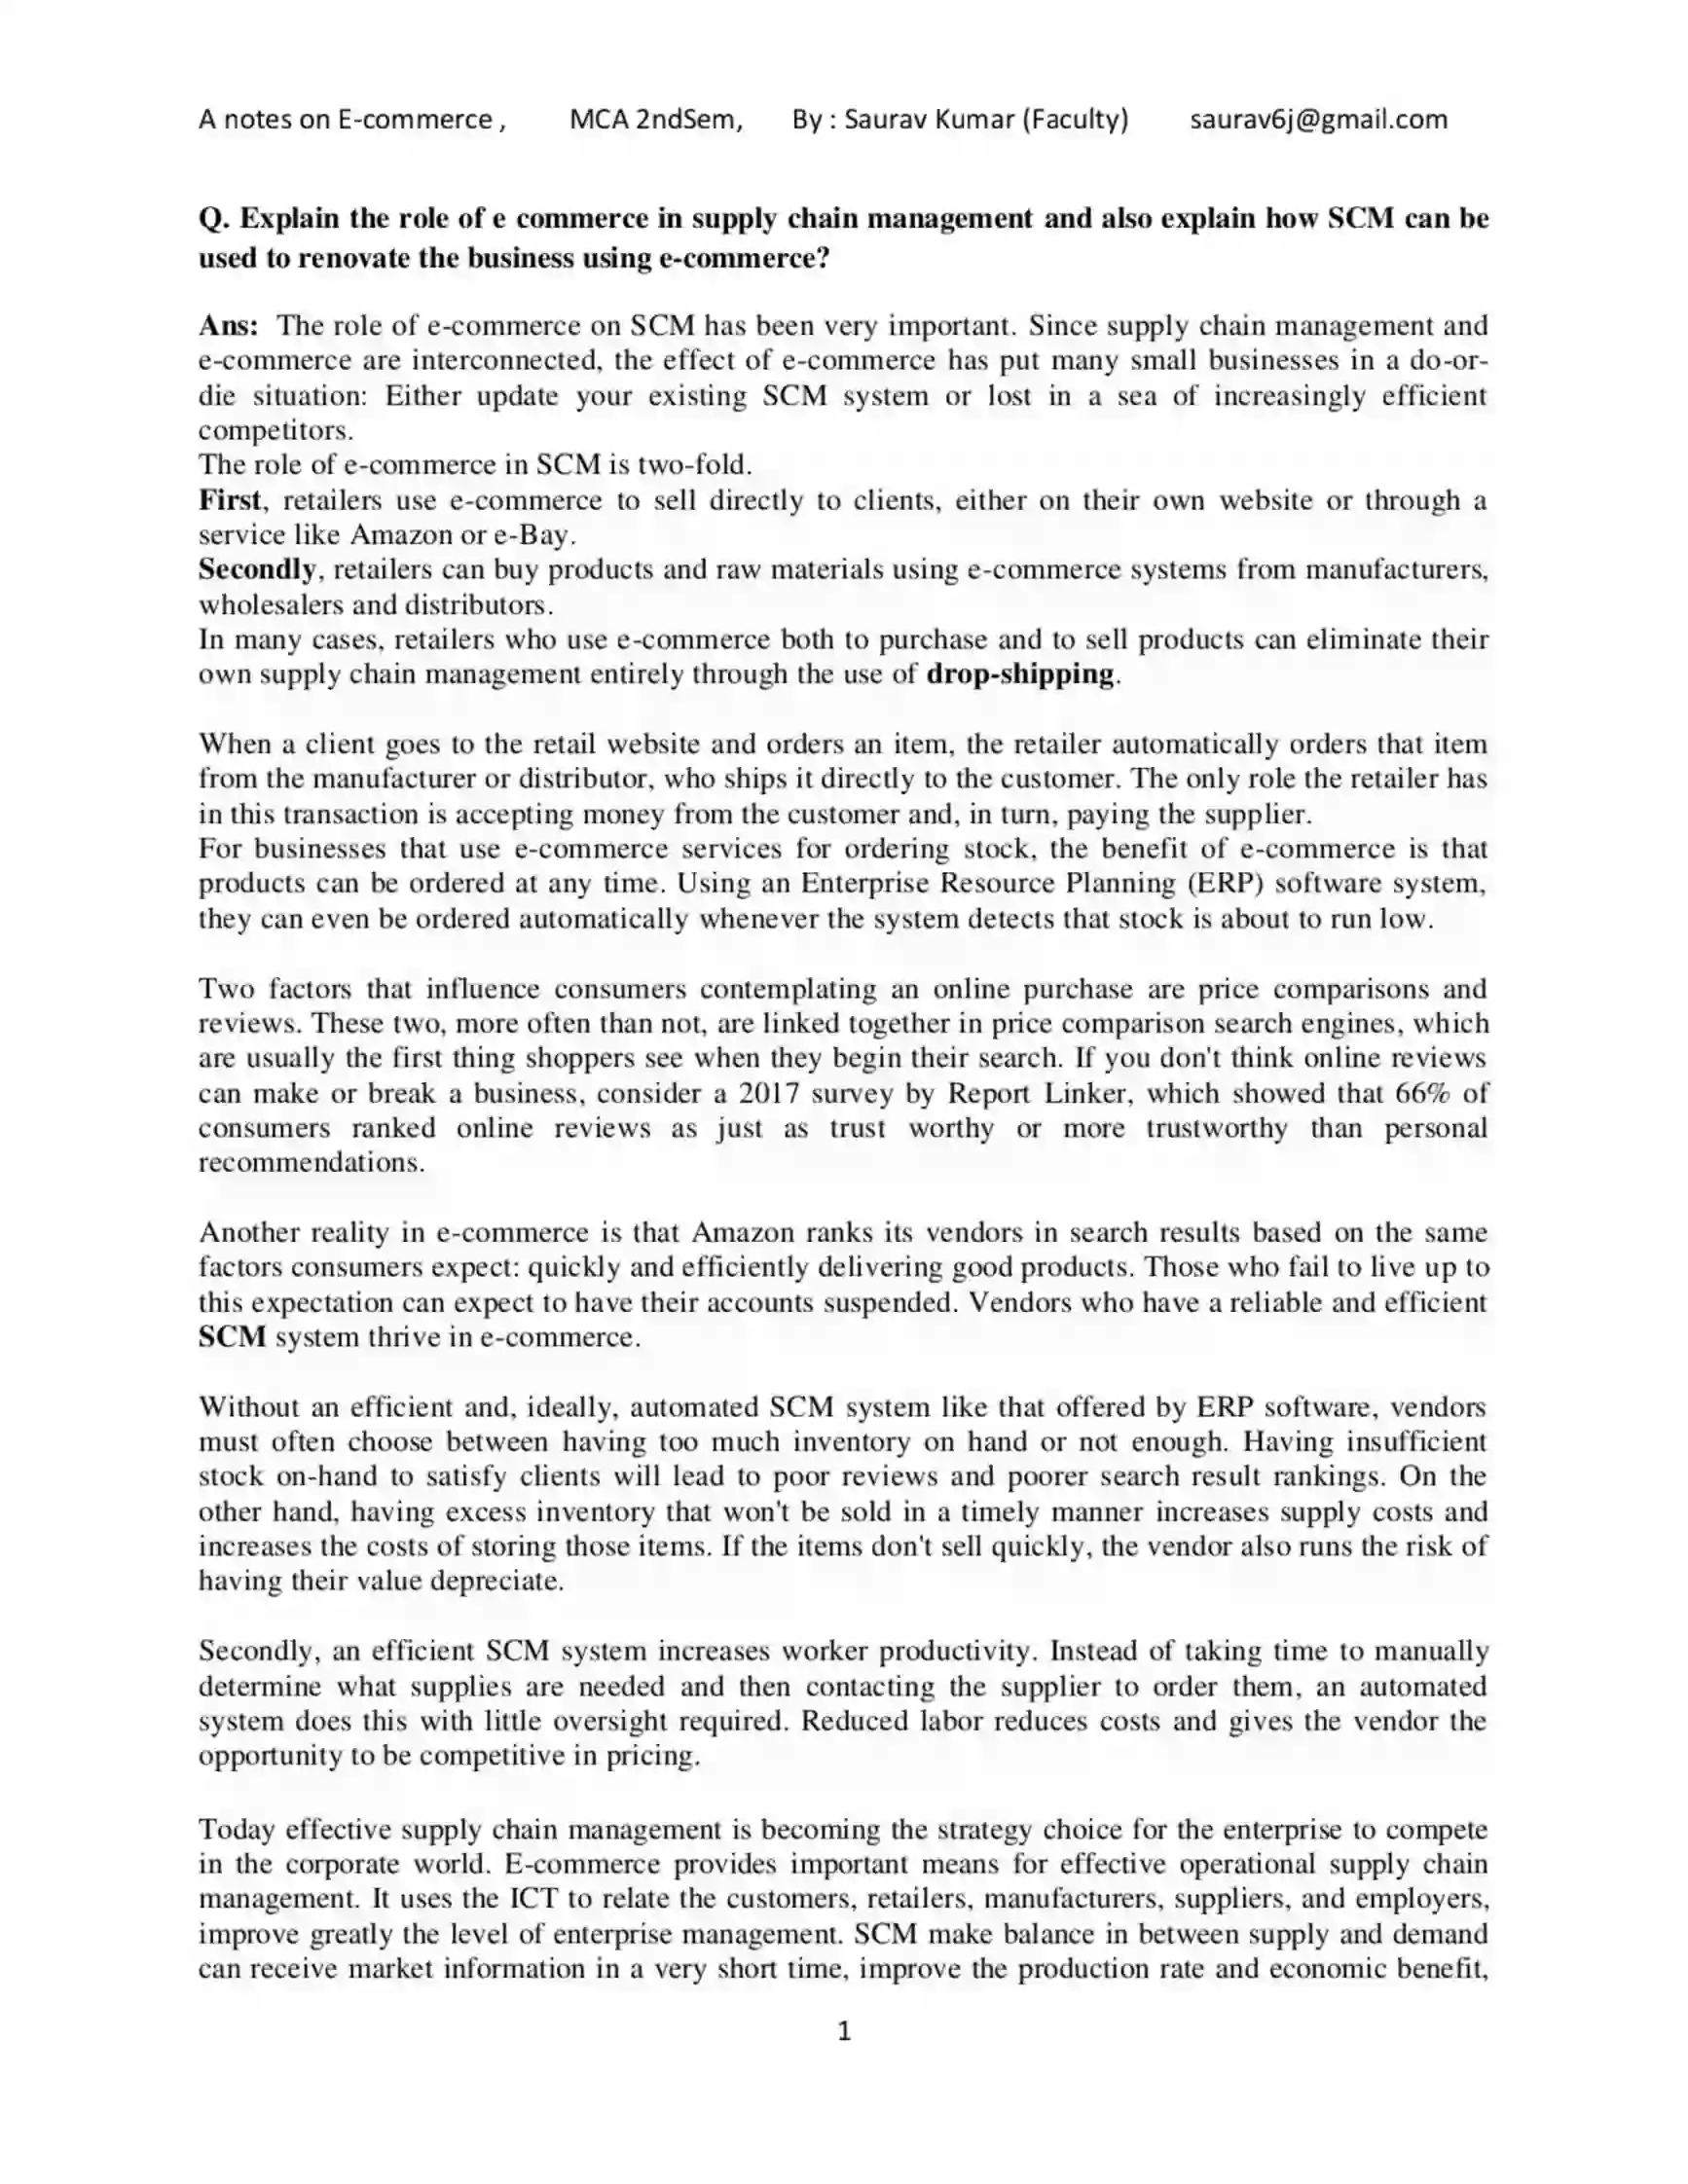 A notes on E-commerce , MCA 2ndSem, By : Saurav Kumar (Faculty) saurav6j@gmail.com
Q. Explain the role of e commerce in supply chain management and also explain how SCM can be
used to renovate the business using e-commerce?
Ans: The role of e-commerce on SCM has been very important. Since supply chain management and
e-commerce are interconnected, the effect of e-commerce has put many small businesses in a do-or-
die situation: Either update your existing SCM system or lost in a sea of increasingly efficient
competitors.
The role of e-commerce in SCM is two-fold.
First, retailers use e-commerce to sell directly to clients, either on their own website or through a
service like Amazon or e-Bay.
Secondly, retailers can buy products and raw materials using e-commerce systems from manufacturers,
wholesalers and distributors.
In many cases, retailers who use e-commerce both to purchase and to sell products can eliminate their
own supply chain management entirely through the use of drop-shipping.
When a client goes to the retail website and orders an item, the retailer automatically orders that item
from the manufacturer or distributor, who ships it directly to the customer. The only role the retailer has
in this transaction is accepting money from the customer and, in turn, paying the supplier.
For businesses that use e-commerce services for ordering stock, the benefit of e-commerce is that
products can be ordered at any time. Using an Enterprise Resource Planning (ERP) software system,
they can even be ordered automatically whenever the system detects that stock is about to run low.
Two factors that influence consumers contemplating an online purchase are price comparisons and
reviews. These two, more often than not, are linked together in price comparison search engines, which
are usually the first thing shoppers see when they begin their search. If you don't think online reviews
can make or break a business, consider a 2017 survey by Report Linker, which showed that 66% of
consumers ranked online reviews as just as trust worthy or more trustworthy than personal
recommendations.
Another reality in e-commerce is that Amazon ranks its vendors in search results based on the same
factors consumers expect: quickly and efficiently delivering good products. Those who fail to live up to
this expectation can expect to have their accounts suspended. Vendors who have a reliable and efficient
SCM system thrive in e-commerce.
Without an efficient and, ideally, automated SCM system like that offered by ERP software, vendors
must often choose between having too much inventory on hand or not enough. Having insufficient
stock on-hand to satisfy clients will lead to poor reviews and poorer search result rankings. On the
other hand, having excess inventory that won't be sold in a timely manner increases supply costs and
increases the costs of storing those items. If the items don't sell quickly, the vendor also runs the risk of
having their value depreciate.
Secondly, an efficient SCM system increases worker productivity. Instead of taking time to manually
determine what supplies are needed and then contacting the supplier to order them, an automated
system does this with little oversight required. Reduced labor reduces costs and gives the vendor the
opportunity to be competitive in pricing.
Today effective supply chain management is becoming the strategy choice for the enterprise to compete
in the corporate world. E-commerce provides important means for effective operational supply chain
management. It uses the ICT to relate the customers, retailers, manufacturers, suppliers, and employers,
improve greatly the level of enterprise management. SCM make balance in between supply and demand
can receive market information in a very short time, improve the production rate and economic benefit,
1